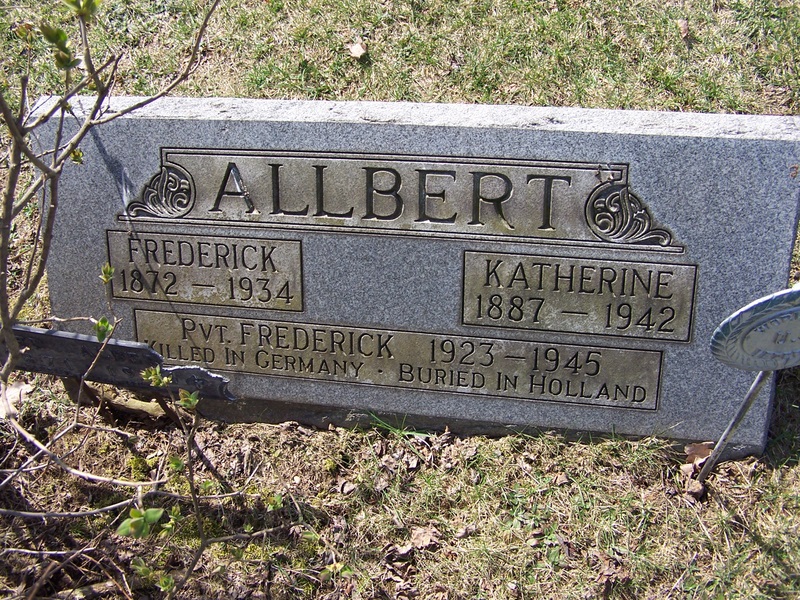 ALLBERT
FREDERICK
1872 — 1934
KATHERINE
1887 — 1942
PVT. FREDERICK 1923 — 1945
KILLED IN GERMANY · BURIED IN HOLLAND